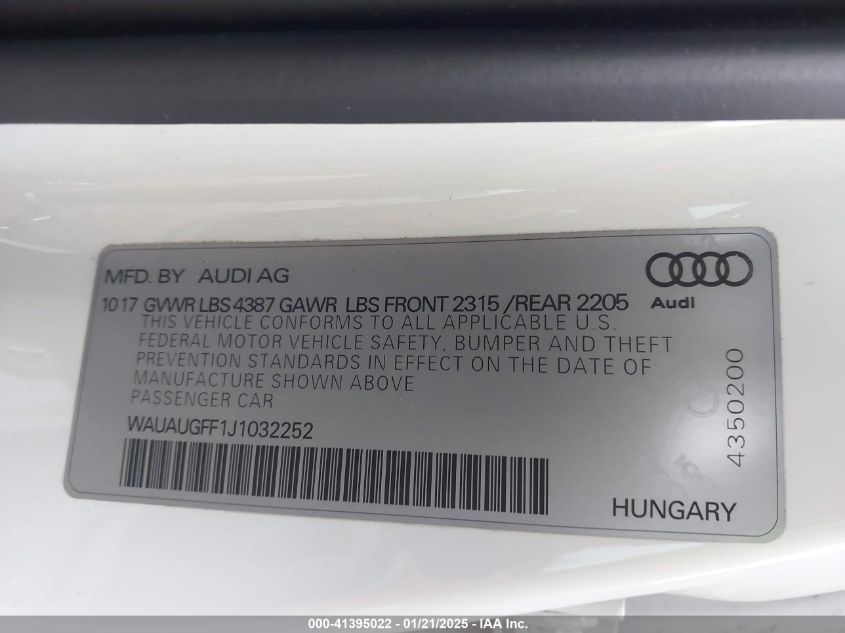 MFD. BY AUDI AG
1017 GVWR LBS 4387 GAWR LBS FRONT 2315 /REAR 2205
Audi
THIS VEHICLE CONFORMS TO ALL APPLICABLE U.S.
FEDERAL MOTOR VEHICLE SAFETY, BUMPER AND THEFT
PREVENTION STANDARDS IN EFFECT ON THE DATE OF
MANUFACTURE SHOWN ABOVE
PASSENGER CAR
WAUAUGFF1J1032252
4350200
HUNGARY
000-41395022 - 01/21/2025 - IAA Inc.